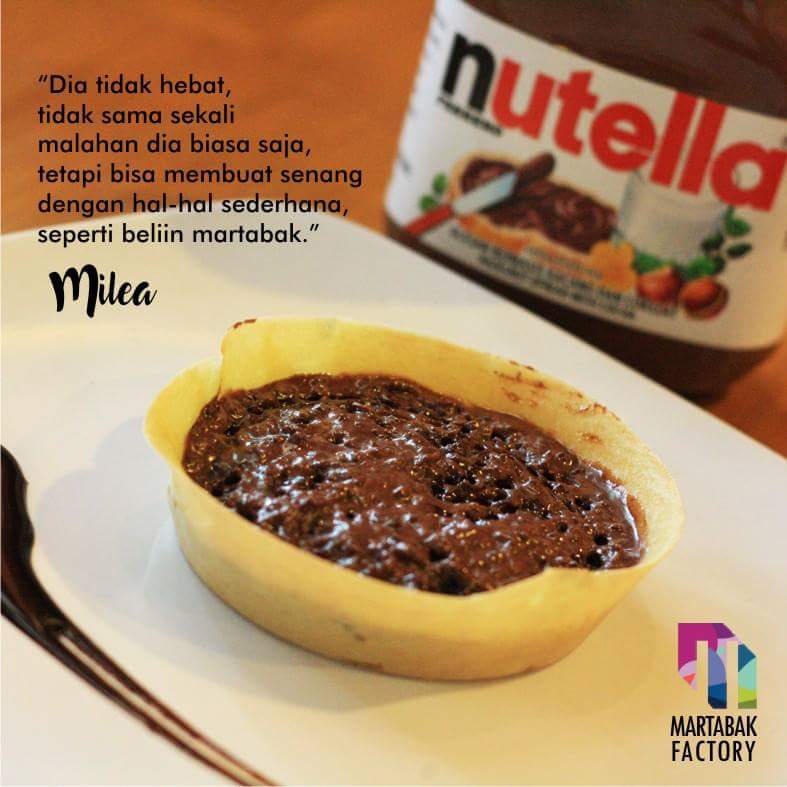 “Dia tidak hebat,
tidak sama sekali
malahan dia biasa saja,
tetapi bisa membuat senang
dengan hal-hal sederhana,
seperti beliin martabak.”
Milea
nutella
MARTABAK
FACTORY